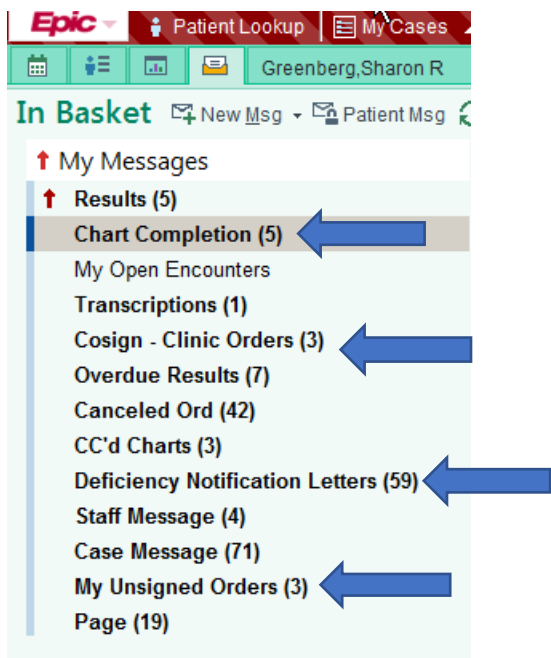 Epic Patient Lookup My Cases
Greenberg,Sharon R
In Basket New Msg Patient Msg
My Messages
Results (5)
Chart Completion (5)
My Open Encounters
Transcriptions (1)
Cosign - Clinic Orders (3)
Overdue Results (7)
Canceled Ord (42)
CC'd Charts (3)
Deficiency Notification Letters (59)
Staff Message (4)
Case Message (71)
My Unsigned Orders (3)
Page (19)